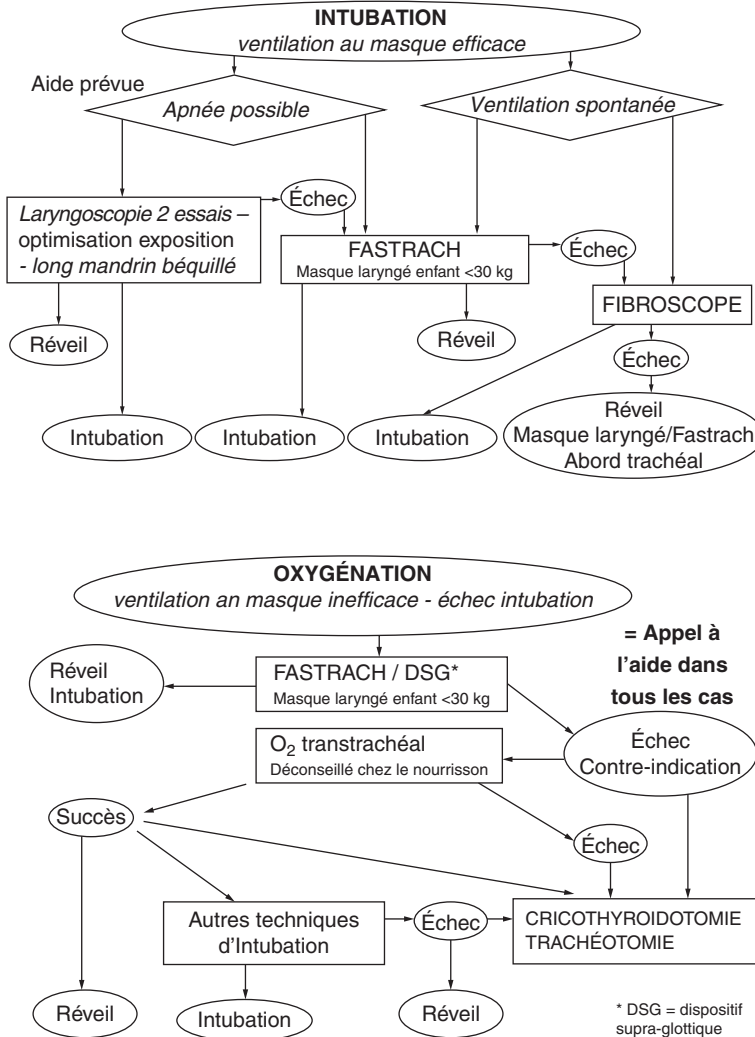 INTUBATION
ventilation au masque efficace
Aide prévue
Apnée possible
Ventilation spontanée
Laryngoscopie 2 essais –
optimisation exposition
- long mandrin béquillé
Échec
FASTRACH
Masque laryngé enfant <30 kg
Échec
FIBROSCOPE
Réveil
Réveil
Échec
Intubation
Intubation
Intubation
Réveil
Masque laryngé/Fastrach
Abord trachéal
OXYGÉNATION
ventilation an masque inefficace - échec intubation
= Appel à
l'aide dans
tous les cas
Réveil
Intubation
FASTRACH / DSG*
Masque laryngé enfant <30 kg
Échec
Contre-indication
O2 transtrachéal
Déconseillé chez le nourrisson
Succès
Échec
Autres techniques
d'Intubation
Échec
CRICOTHYROIDOTOMIE
TRACHÉOTOMIE
Réveil
Intubation
Réveil
* DSG = dispositif
supra-glottique